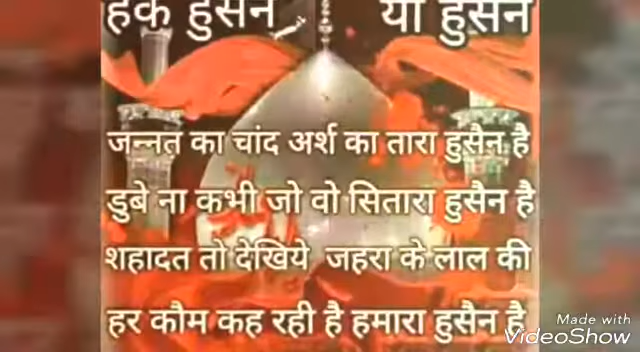 हक हुसैन या हुसैन
जन्नत का चांद अर्श का तारा हुसैन है
डुबे ना कभी जो वो सितारा हुसैन है
शहादत तो देखिये जहरा के लाल की
हर कौम कह रही है हमारा हुसैन है
Made with
VideoShow